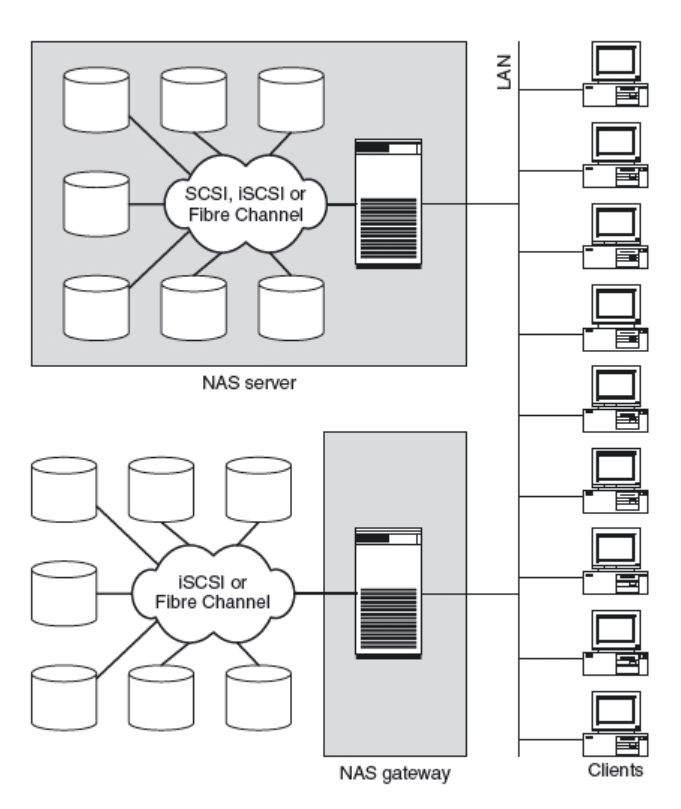 LAN
SCSI, iSCSI or
Fibre Channel
NAS server
iSCSI or
Fibre Channel
NAS gateway
Clients